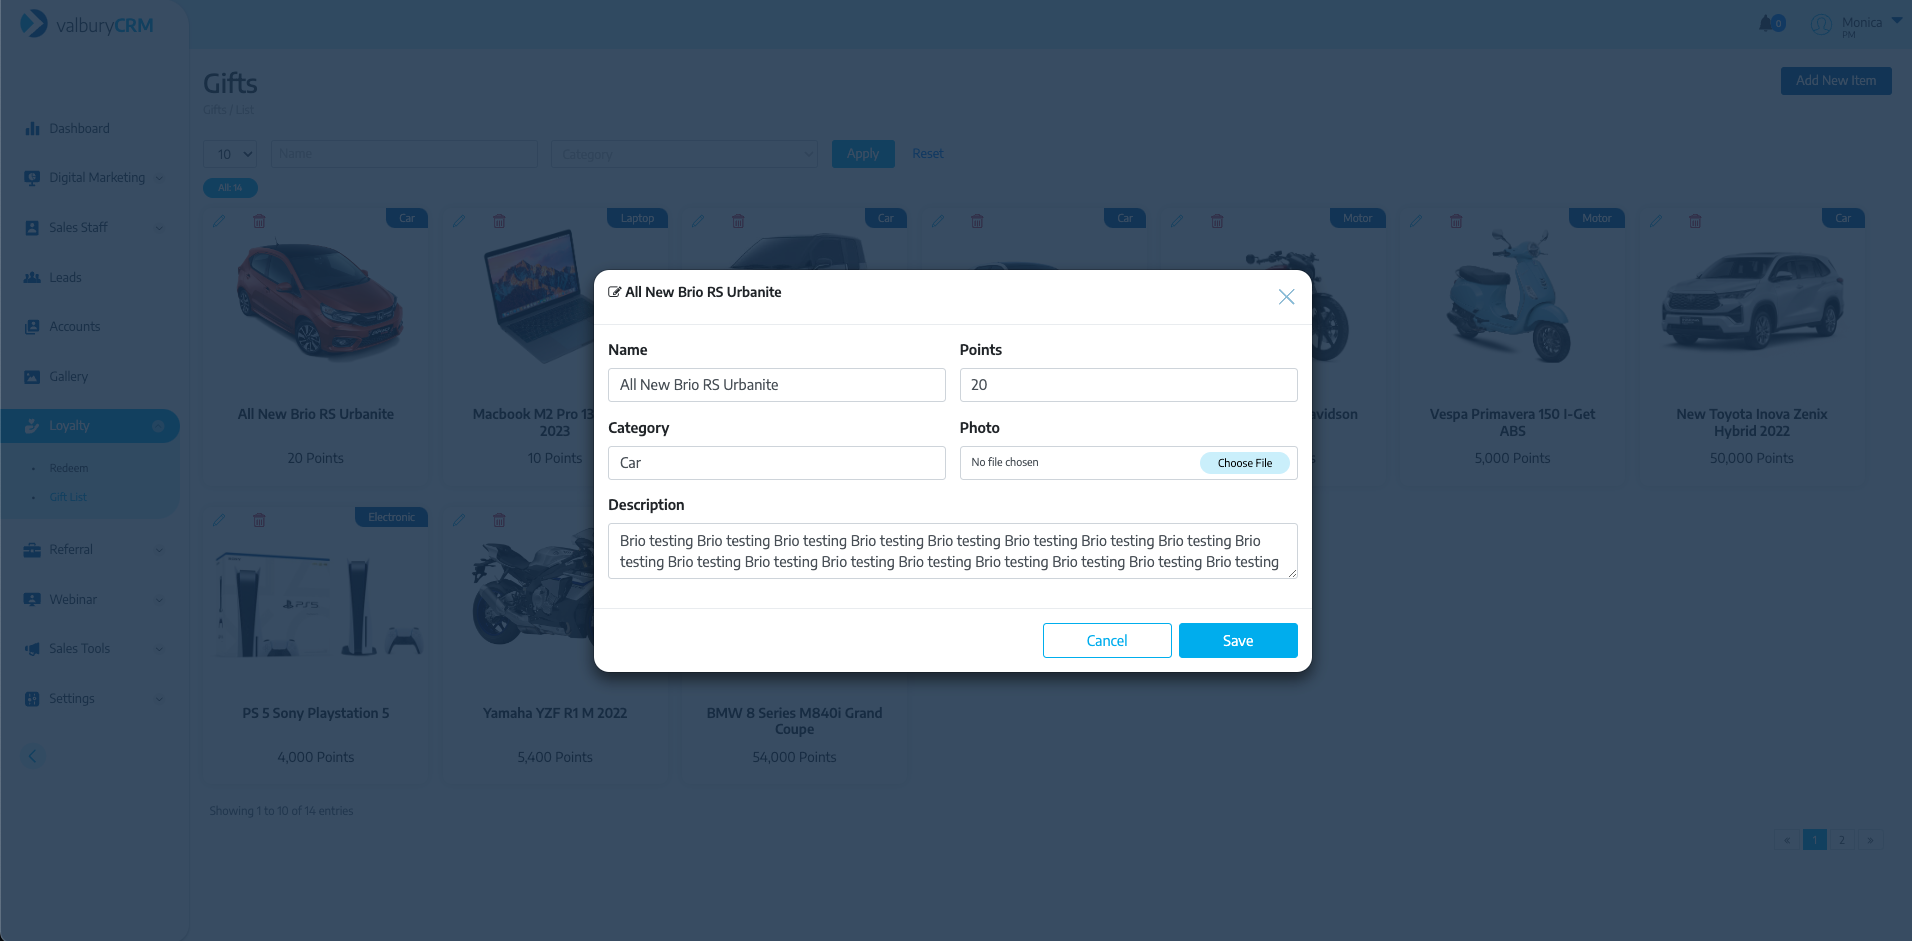 valburyCRM
0
Monica
PM
Gifts
Gifts / List
Add New Item
Dashboard
Digital Marketing
Sales Staff
Leads
Accounts
Gallery
Loyalty
Redeem
Gift List
Referral
Webinar
Sales Tools
Settings
10
Name
Category
Apply
Reset
All: 14
Car
Laptop
Car
Car
Motor
Motor
Car
All New Brio RS Urbanite
20 Points
Macbook M2 Pro 13
2023
10 Points
Vespa Primavera 150 I-Get
ABS
5,000 Points
New Toyota Inova Zenix
Hybrid 2022
50,000 Points
Electronic
PS5
PS 5 Sony Playstation 5
4,000 Points
Yamaha YZF R1 M 2022
5,400 Points
BMW 8 Series M840i Grand
Coupe
54,000 Points
Showing 1 to 10 of 14 entries
« 1 2 »
All New Brio RS Urbanite
Name
All New Brio RS Urbanite
Points
20
Category
Car
Photo
No file chosen
Choose File
Description
Brio testing Brio testing Brio testing Brio testing Brio testing Brio testing Brio testing Brio testing Brio
testing Brio testing Brio testing Brio testing Brio testing Brio testing Brio testing Brio testing Brio testing
Cancel
Save